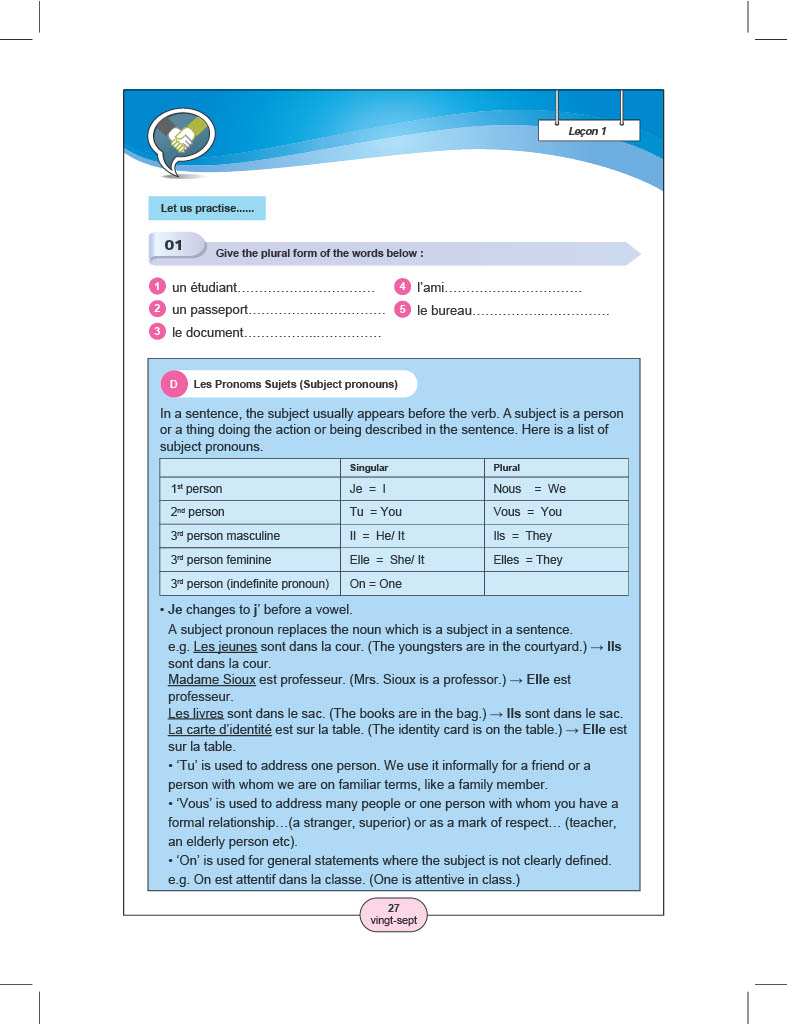 Leçon 1
Let us practise......
01
Give the plural form of the words below :
1 un étudiant……………..……………
4 l’ami……………..……………
2 un passeport……………..……………
5 le bureau……………..……………
3 le document……………..……………
D Les Pronoms Sujets (Subject pronouns)
In a sentence, the subject usually appears before the verb. A subject is a person
or a thing doing the action or being described in the sentence. Here is a list of
subject pronouns.
Singular Plural
1st person Je = I Nous = We
2nd person Tu = You Vous = You
3rd person masculine Il = He/ It Ils = They
3rd person feminine Elle = She/ It Elles = They
3rd person (indefinite pronoun) On = One
• Je changes to j’ before a vowel.
A subject pronoun replaces the noun which is a subject in a sentence.
e.g. Les jeunes sont dans la cour. (The youngsters are in the courtyard.) → Ils
sont dans la cour.
Madame Sioux est professeur. (Mrs. Sioux is a professor.) → Elle est
professeur.
Les livres sont dans le sac. (The books are in the bag.) → Ils sont dans le sac.
La carte d’identité est sur la table. (The identity card is on the table.) → Elle est
sur la table.
• ‘Tu’ is used to address one person. We use it informally for a friend or a
person with whom we are on familiar terms, like a family member.
• ‘Vous’ is used to address many people or one person with whom you have a
formal relationship…(a stranger, superior) or as a mark of respect… (teacher,
an elderly person etc).
• ‘On’ is used for general statements where the subject is not clearly defined.
e.g. On est attentif dans la classe. (One is attentive in class.)
27
vingt-sept